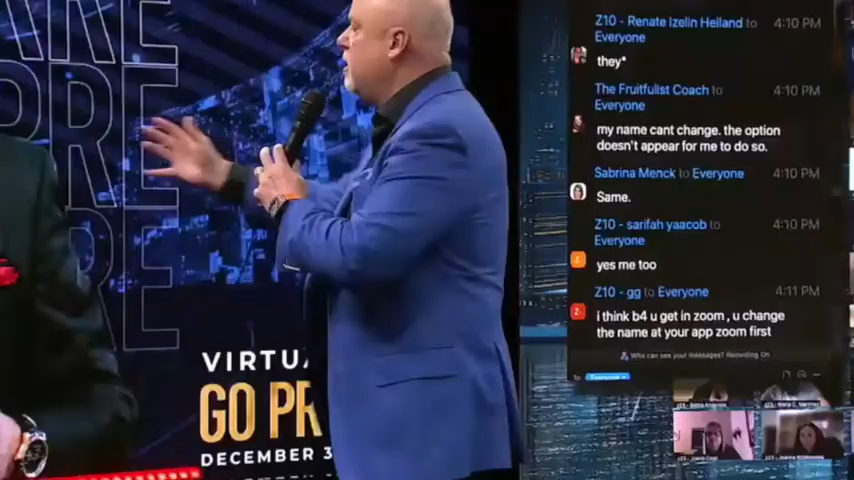 Z10 - Renate Izelin Helland to
Everyone
4:10 PM
they*
The Fruitfulist Coach to
Everyone
4:10 PM
my name cant change. the option
doesn't appear for me to do so.
Sabrina Menck to Everyone
4:10 PM
Same.
Z10 - sarifah yaacob to
Everyone
4:10 PM
yes me too
Z10 - gg to Everyone
4:11 PM
i think b4 u get in zoom , u change
the name at your app zoom first
Who can see your messages? Recording On
To: Everyone
VIRTUA
GO PR
DECEMBER 3